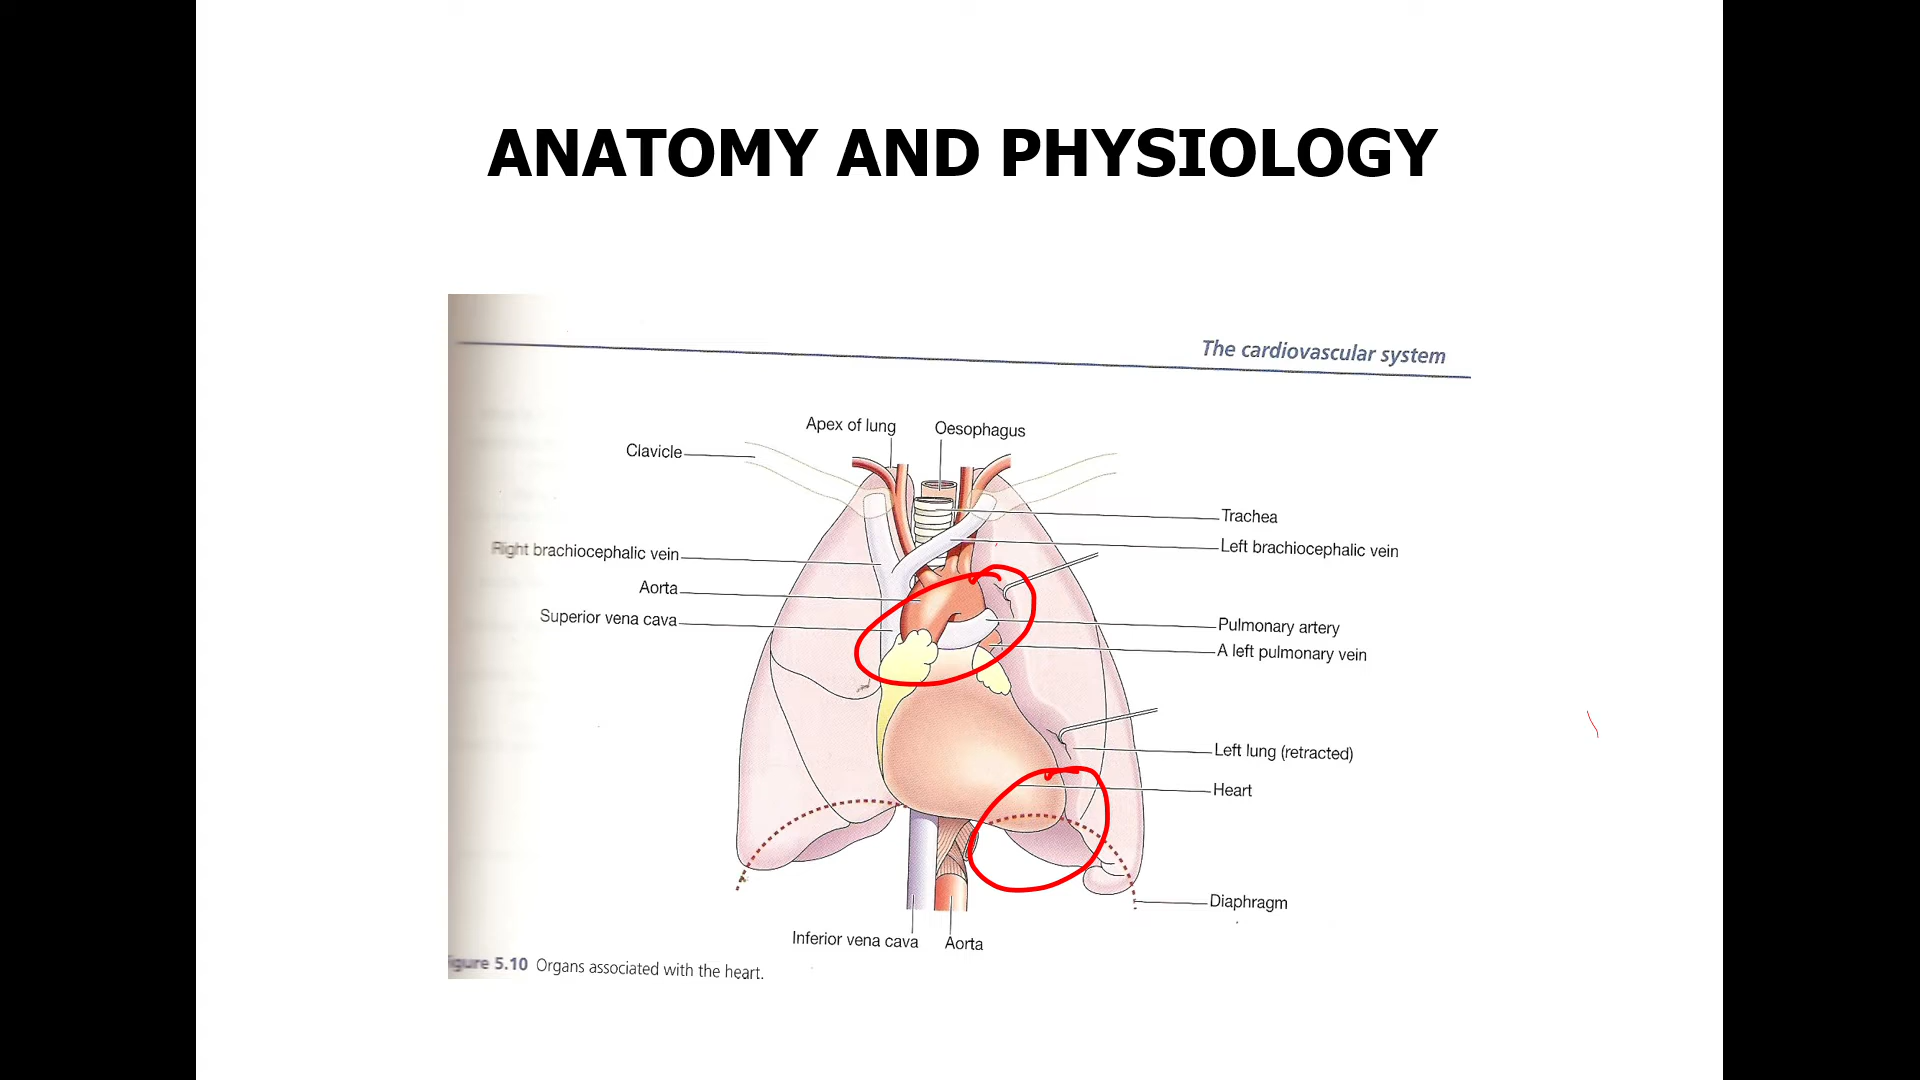 ANATOMY AND PHYSIOLOGY
The cardiovascular system
Apex of lung
Oesophagus
Clavicle
Trachea
Right brachiocephalic vein
Left brachiocephalic vein
Aorta
Superior vena cava
Pulmonary artery
A left pulmonary vein
Left lung (retracted)
Heart
Diaphragm
Inferior vena cava
Aorta
igure 5.10 Organs associated with the heart.